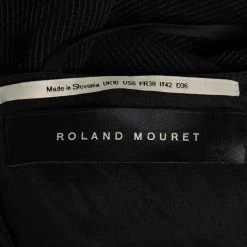 Made in Slovenia UK10 US6 FR38 IT42 D36
ROLAND MOURET